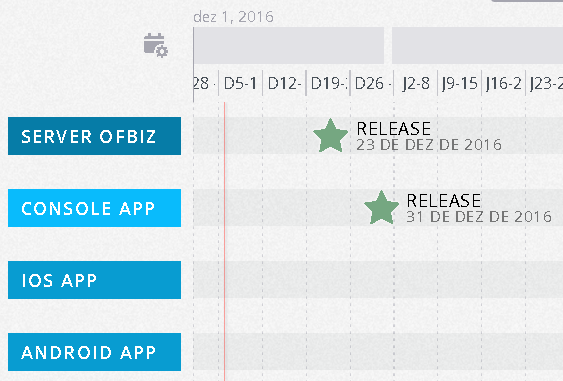 dez 1, 2016
28 - D5-1 D12- D19-2 D26 - J2-8 J9-15 J16-2 J23-2
SERVER OFBIZ
RELEASE
23 DE DEZ DE 2016
CONSOLE APP
RELEASE
31 DE DEZ DE 2016
IOS APP
ANDROID APP